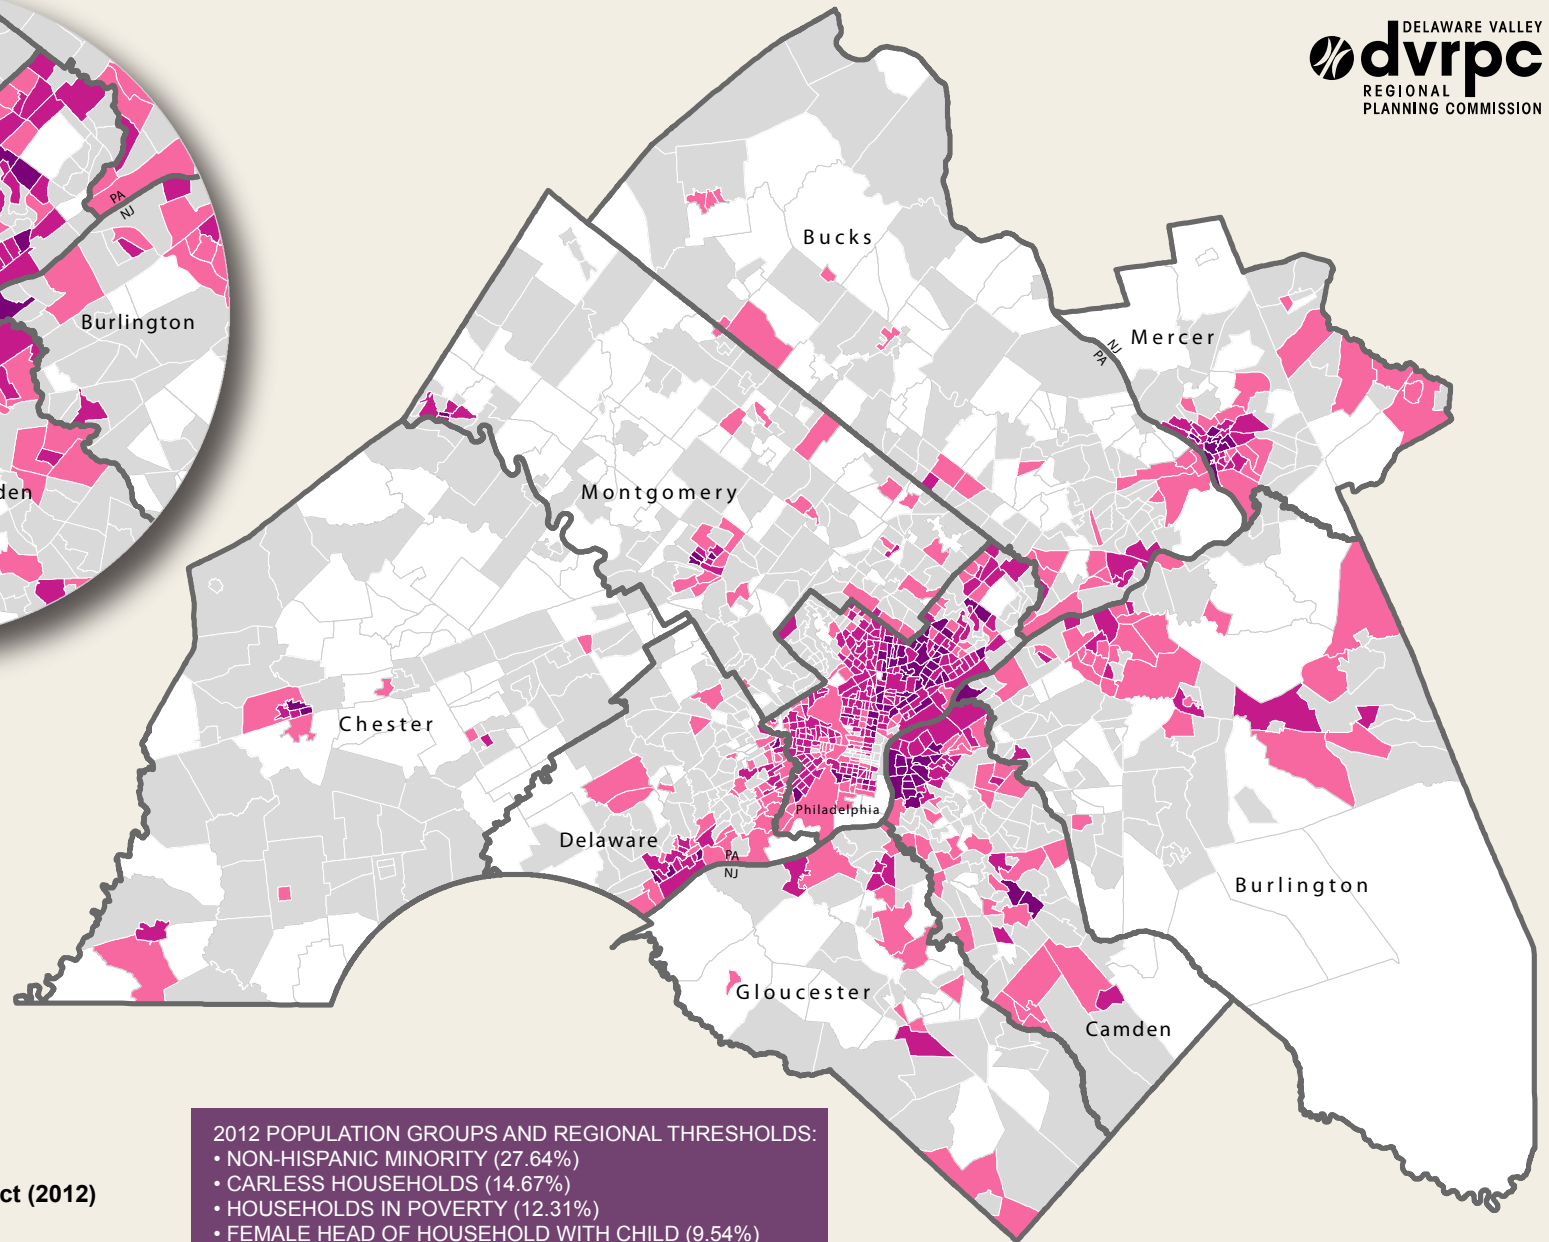 DELAWARE VALLEY
dvrpc
REGIONAL
PLANNING COMMISSION
Bucks
Mercer
NJ
PA
PA
NJ
Burlington
Montgomery
den
Chester
Philadelphia
Delaware
PA
NJ
Burlington
Gloucester
Camden
2012 POPULATION GROUPS AND REGIONAL THRESHOLDS:
• NON-HISPANIC MINORITY (27.64%)
• CARLESS HOUSEHOLDS (14.67%)
ct (2012)
• HOUSEHOLDS IN POVERTY (12.31%)
• FEMALE HEAD OF HOUSEHOLD WITH CHILD (9.54%)